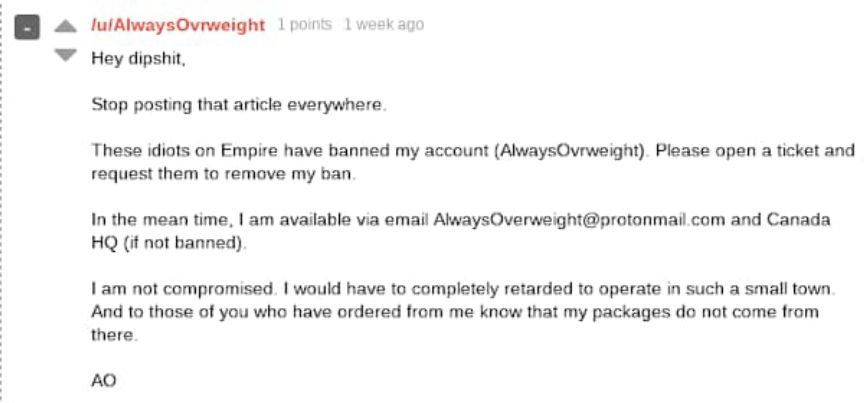 - /u/AlwaysOvrweight 1 points 1 week ago
Hey dipshit,
Stop posting that article everywhere.
These idiots on Empire have banned my account (AlwaysOvrweight). Please open a ticket and
request them to remove my ban.
In the mean time, I am available via email AlwaysOverweight@protonmail.com and Canada
HQ (if not banned).
I am not compromised. I would have to completely retarded to operate in such a small town.
And to those of you who have ordered from me know that my packages do not come from
there.
AO